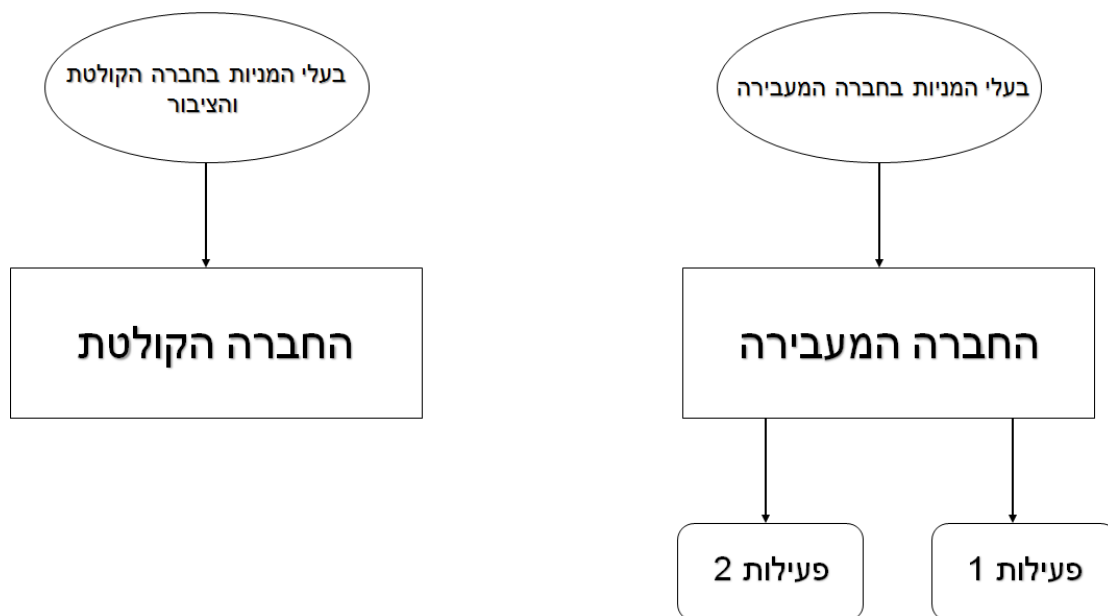 בעלי המניות בחברה המעבירה
בעלי המניות בחברה הקולטת
והציבור
החברה המעבירה
החברה הקולטת
פעילות 1
פעילות 2